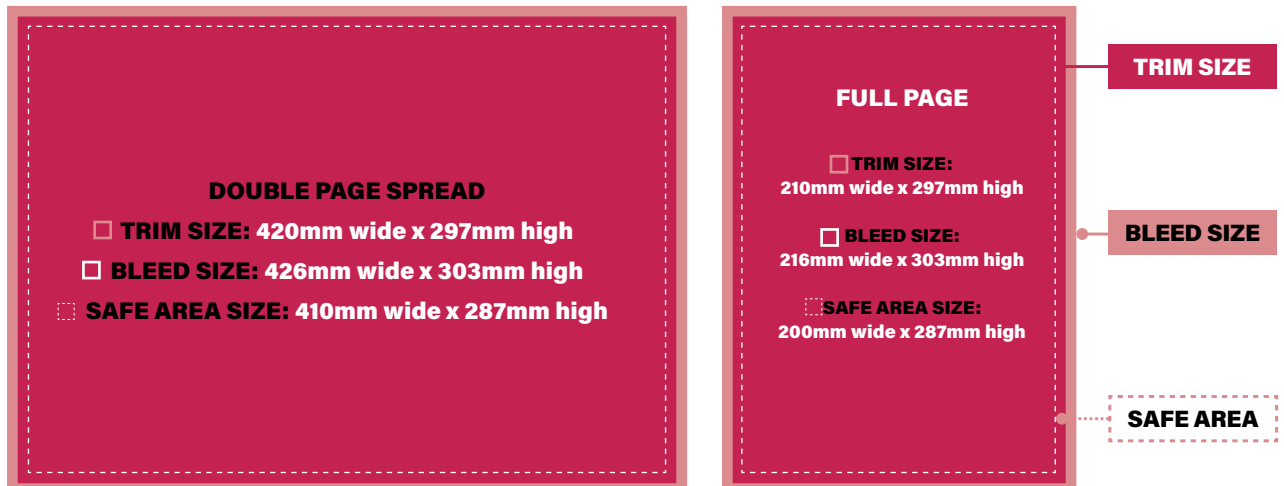 DOUBLE PAGE SPREAD
TRIM SIZE: 420mm wide x 297mm high
BLEED SIZE: 426mm wide x 303mm high
SAFE AREA SIZE: 410mm wide x 287mm high
FULL PAGE
TRIM SIZE:
210mm wide x 297mm high
BLEED SIZE:
216mm wide x 303mm high
SAFE AREA SIZE:
200mm wide x 287mm high
TRIM SIZE
BLEED SIZE
SAFE AREA